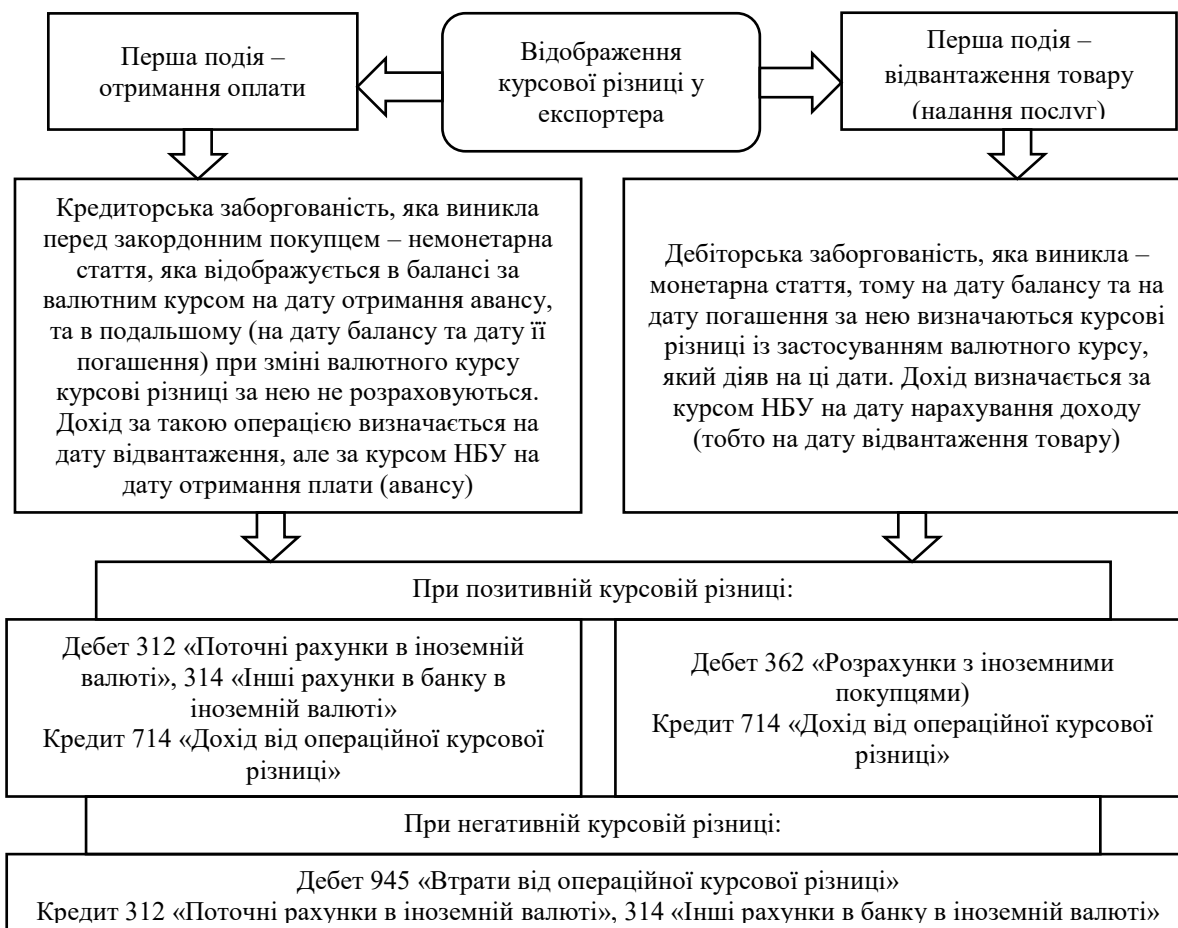 Перша подія –
отримання оплати
Відображення
курсової різниці у
експортера
Перша подія –
відвантаження товару
(надання послуг)
Кредиторська заборгованість, яка виникла
перед закордонним покупцем – немонетарна
стаття, яка відображується в балансі за
валютним курсом на дату отримання авансу,
та в подальшому (на дату балансу та дату її
погашення) при зміні валютного курсу
курсові різниці за нею не розраховуються.
Дохід за такою операцією визначається на
дату відвантаження, але за курсом НБУ на
дату отримання плати (авансу)
Дебіторська заборгованість, яка виникла –
монетарна стаття, тому на дату балансу та на
дату погашення за нею визначаються курсові
різниці із застосуванням валютного курсу,
який діяв на ці дати. Дохід визначається за
курсом НБУ на дату нарахування доходу
(тобто на дату відвантаження товару)
При позитивній курсовій різниці:
Дебет 312 «Поточні рахунки в іноземній
валюті», 314 «Інші рахунки в банку в
іноземній валюті»
Кредит 714 «Дохід від операційної курсової
різниці»
Дебет 362 «Розрахунки з іноземними
покупцями)
Кредит 714 «Дохід від операційної курсової
різниці»
При негативній курсовій різниці:
Дебет 945 «Втрати від операційної курсової різниці»
Кредит 312 «Поточні рахунки в іноземній валюті», 314 «Інші рахунки в банку в іноземній валюті»